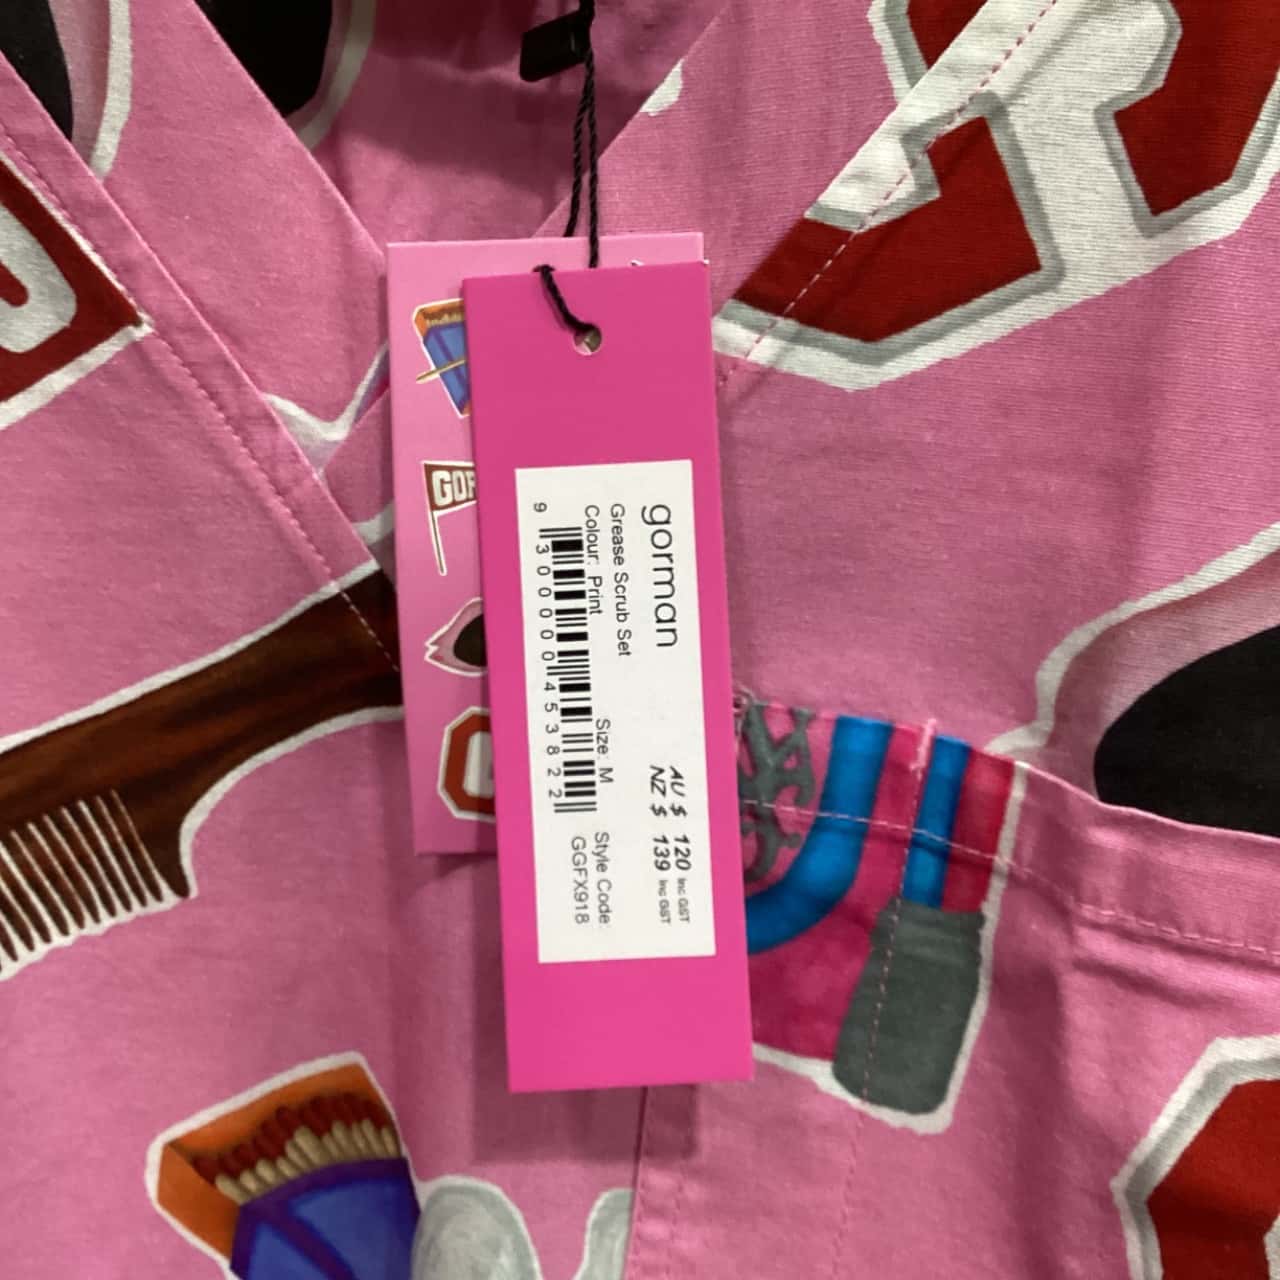 gorman
AU $ 120 Inc GST
NZ $ 139 Inc GST
Grease Scrub Set
Colour: Print
Size: M
Style Code:
GGFX918
9 300000 453822